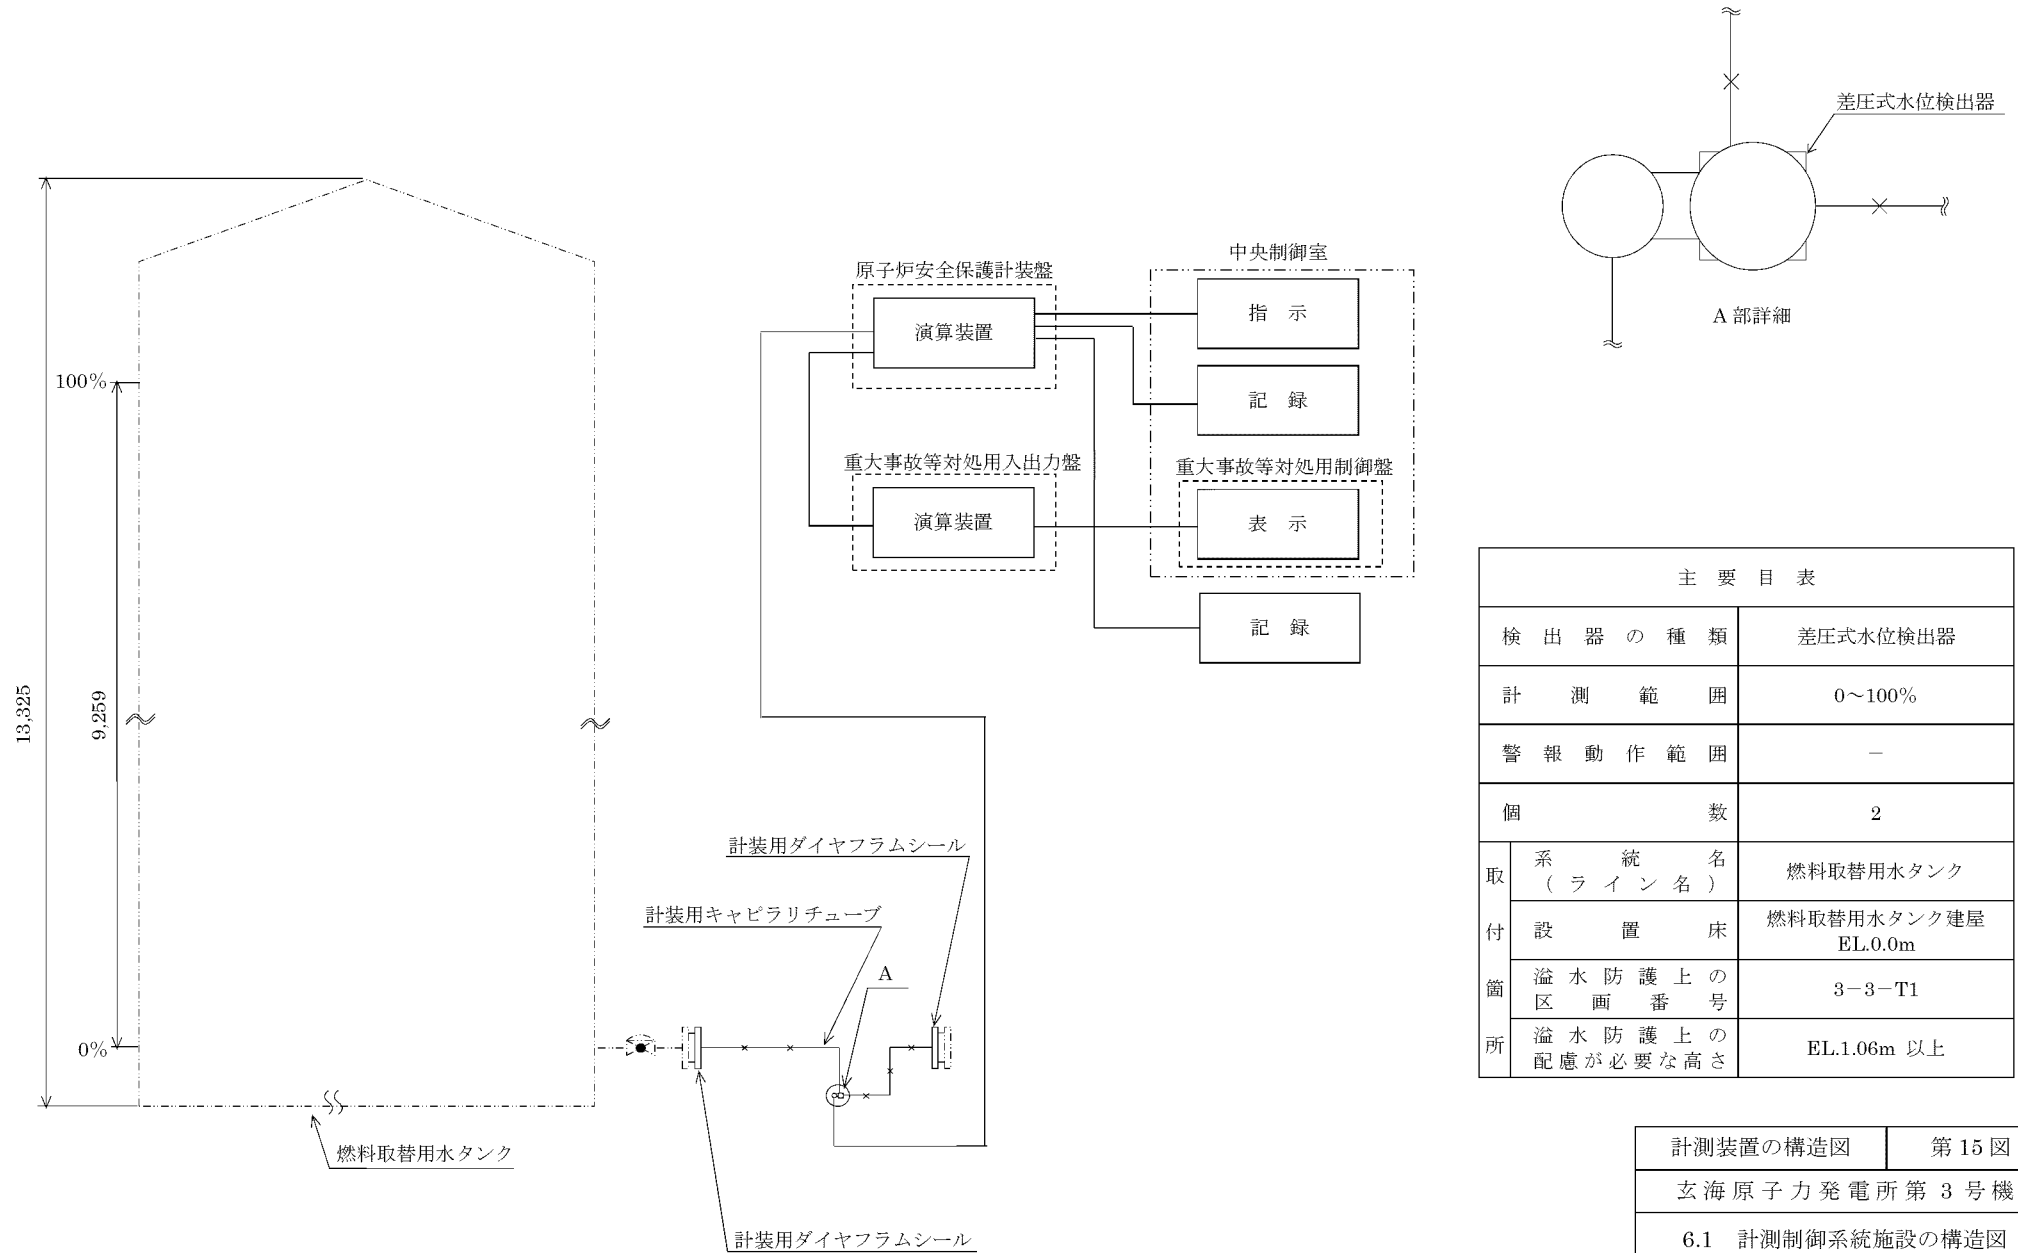 差圧式水位検出器
A 部詳細
中央制御室
原子炉安全保護計装盤
演算装置
指 示
記 録
重大事故等対処用入出力盤
演算装置
重大事故等対処用制御盤
表 示
記 録
100%
13,325
9,259
0%
計装用ダイヤフラムシール
計装用キャピラリチューブ
A
燃料取替用水タンク
計装用ダイヤフラムシール
主 要 目 表
検 出 器 の 種 類 差圧式水位検出器
計 測 範 囲 0～100%
警 報 動 作 範 囲 －
個 数 2
取 付 箇 所
系 統 名
( ラ イ ン 名 )
燃料取替用水タンク
設 置 床
燃料取替用水タンク建屋
EL.0.0m
溢 水 防 護 上 の
区 画 番 号
3－3－T1
溢 水 防 護 上 の
配 慮 が 必 要 な 高 さ
EL.1.06m 以上
計測装置の構造図 第 15 図
玄 海 原 子 力 発 電 所 第 3 号 機
6.1 計測制御系統施設の構造図